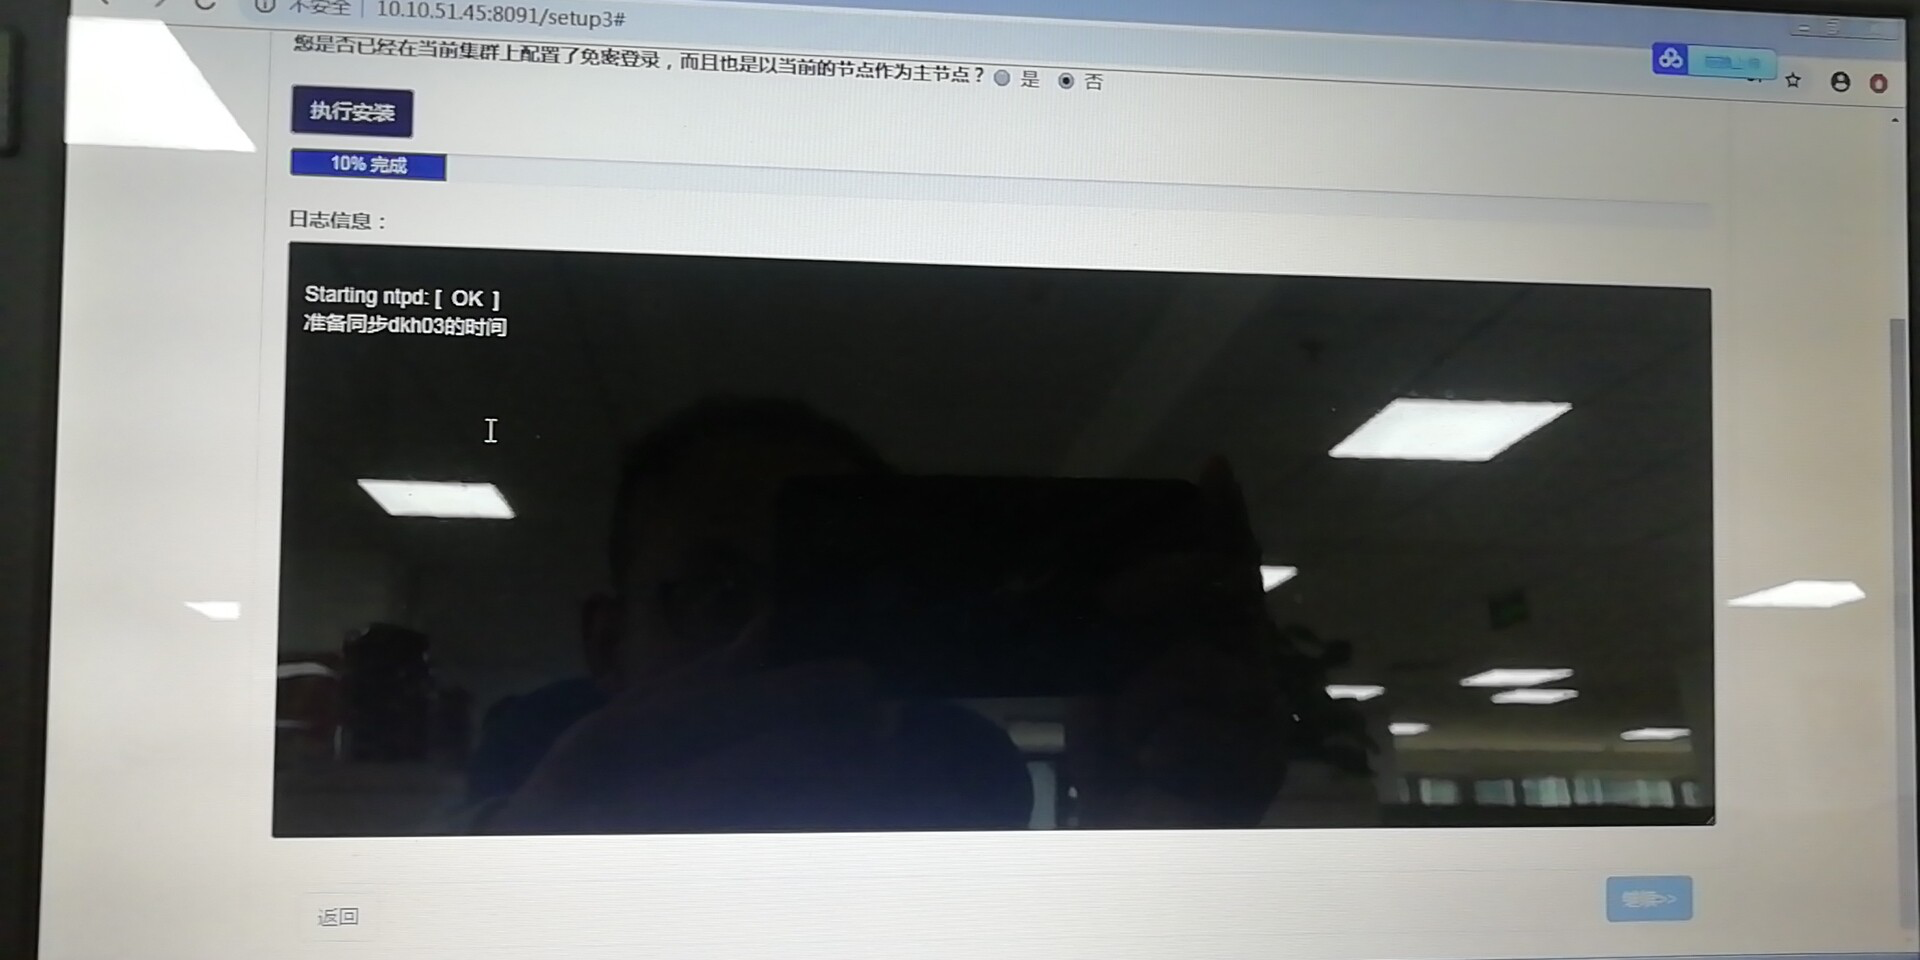 不安全 | 10.10.51.45:8091/setup3#
您是否已经在当前集群上配置了免密登录，而且也是以当前的节点作为主节点？ 是 否
执行安装
10% 完成
日志信息：
Starting ntpd: [ OK ]
准备同步dkh03的时间
返回